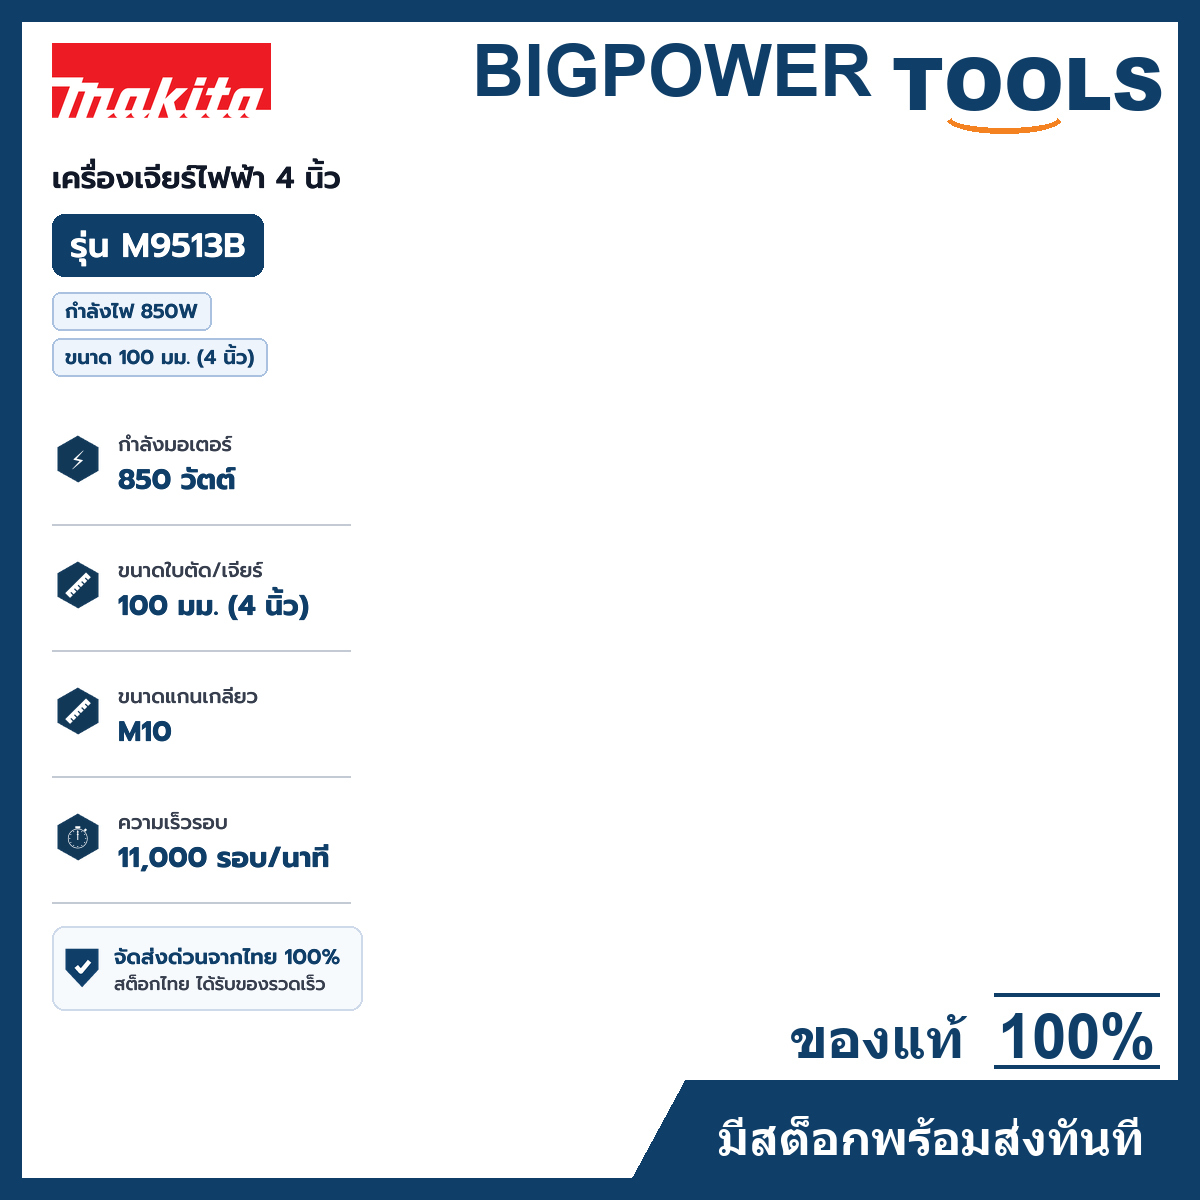 makita
BIGPOWER TOOLS
เครื่องเจียร์ไฟฟ้า 4 นิ้ว
รุ่น M9513B
กำลังไฟ 850W
ขนาด 100 มม. (4 นิ้ว)
กำลังมอเตอร์
850 วัตต์
ขนาดใบตัด/เจียร์
100 มม. (4 นิ้ว)
ขนาดแกนเกลียว
M10
ความเร็วรอบ
11,000 รอบ/นาที
จัดส่งด่วนจากไทย 100%
สต็อกไทย ได้รับของรวดเร็ว
ของแท้ 100%
มีสต็อกพร้อมส่งทันที